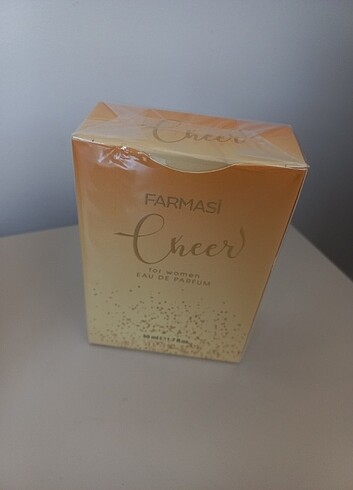 Cheer
FARMASİ
Cheer
for women
EAU DE PARFUM